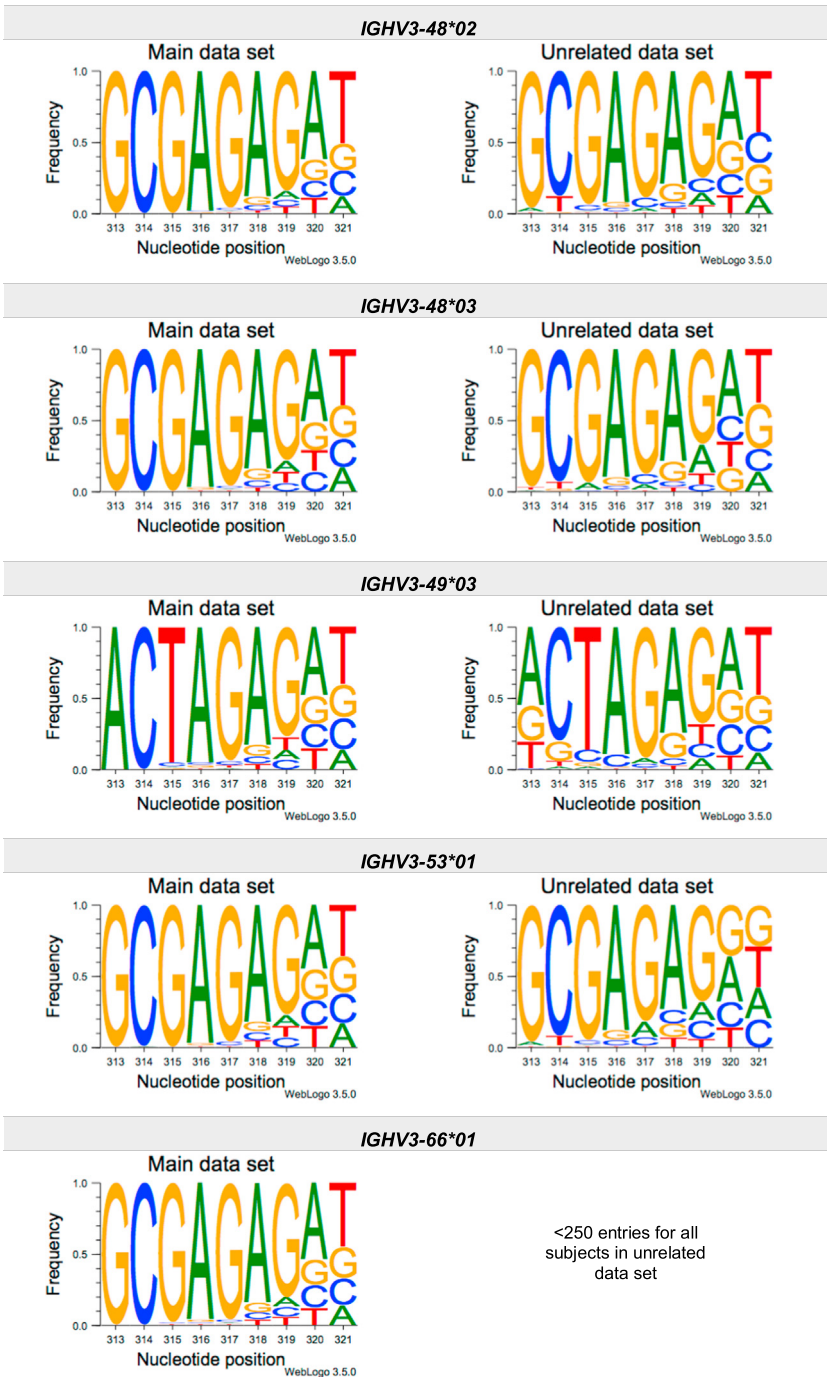 IGHV3-48*02
Main data set
Frequency
1.0
0.5
0.0
GCGAGAGAT
313 314 315 316 317 318 319 320 321
Nucleotide position
WebLogo 3.5.0
Unrelated data set
Frequency
1.0
0.5
0.0
GCGAGAGAT
313 314 315 316 317 318 319 320 321
Nucleotide position
WebLogo 3.5.0
IGHV3-48*03
Main data set
Frequency
1.0
0.5
0.0
GCGAGAGAT
313 314 315 316 317 318 319 320 321
Nucleotide position
WebLogo 3.5.0
Unrelated data set
Frequency
1.0
0.5
0.0
GCGAGAGAT
313 314 315 316 317 318 319 320 321
Nucleotide position
WebLogo 3.5.0
IGHV3-49*03
Main data set
Frequency
1.0
0.5
0.0
ACTAGAGAT
313 314 315 316 317 318 319 320 321
Nucleotide position
WebLogo 3.5.0
Unrelated data set
Frequency
1.0
0.5
0.0
ACTAGAGAT
313 314 315 316 317 318 319 320 321
Nucleotide position
WebLogo 3.5.0
IGHV3-53*01
Main data set
Frequency
1.0
0.5
0.0
GCGAGAGAT
313 314 315 316 317 318 319 320 321
Nucleotide position
WebLogo 3.5.0
Unrelated data set
Frequency
1.0
0.5
0.0
GCGAGAGGG
313 314 315 316 317 318 319 320 321
Nucleotide position
WebLogo 3.5.0
IGHV3-66*01
Main data set
Frequency
1.0
0.5
0.0
GCGAGAGAT
313 314 315 316 317 318 319 320 321
Nucleotide position
WebLogo 3.5.0
<250 entries for all
subjects in unrelated
data set